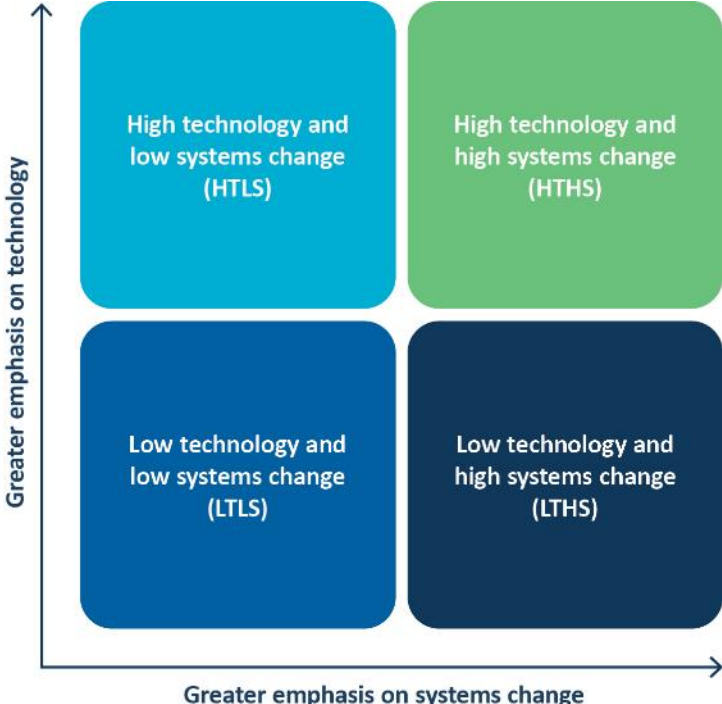 Greater emphasis on technology
High technology and
low systems change
(HTLS)
High technology and
high systems change
(HTHS)
Low technology and
low systems change
(LTLS)
Low technology and
high systems change
(LTHS)
Greater emphasis on systems change